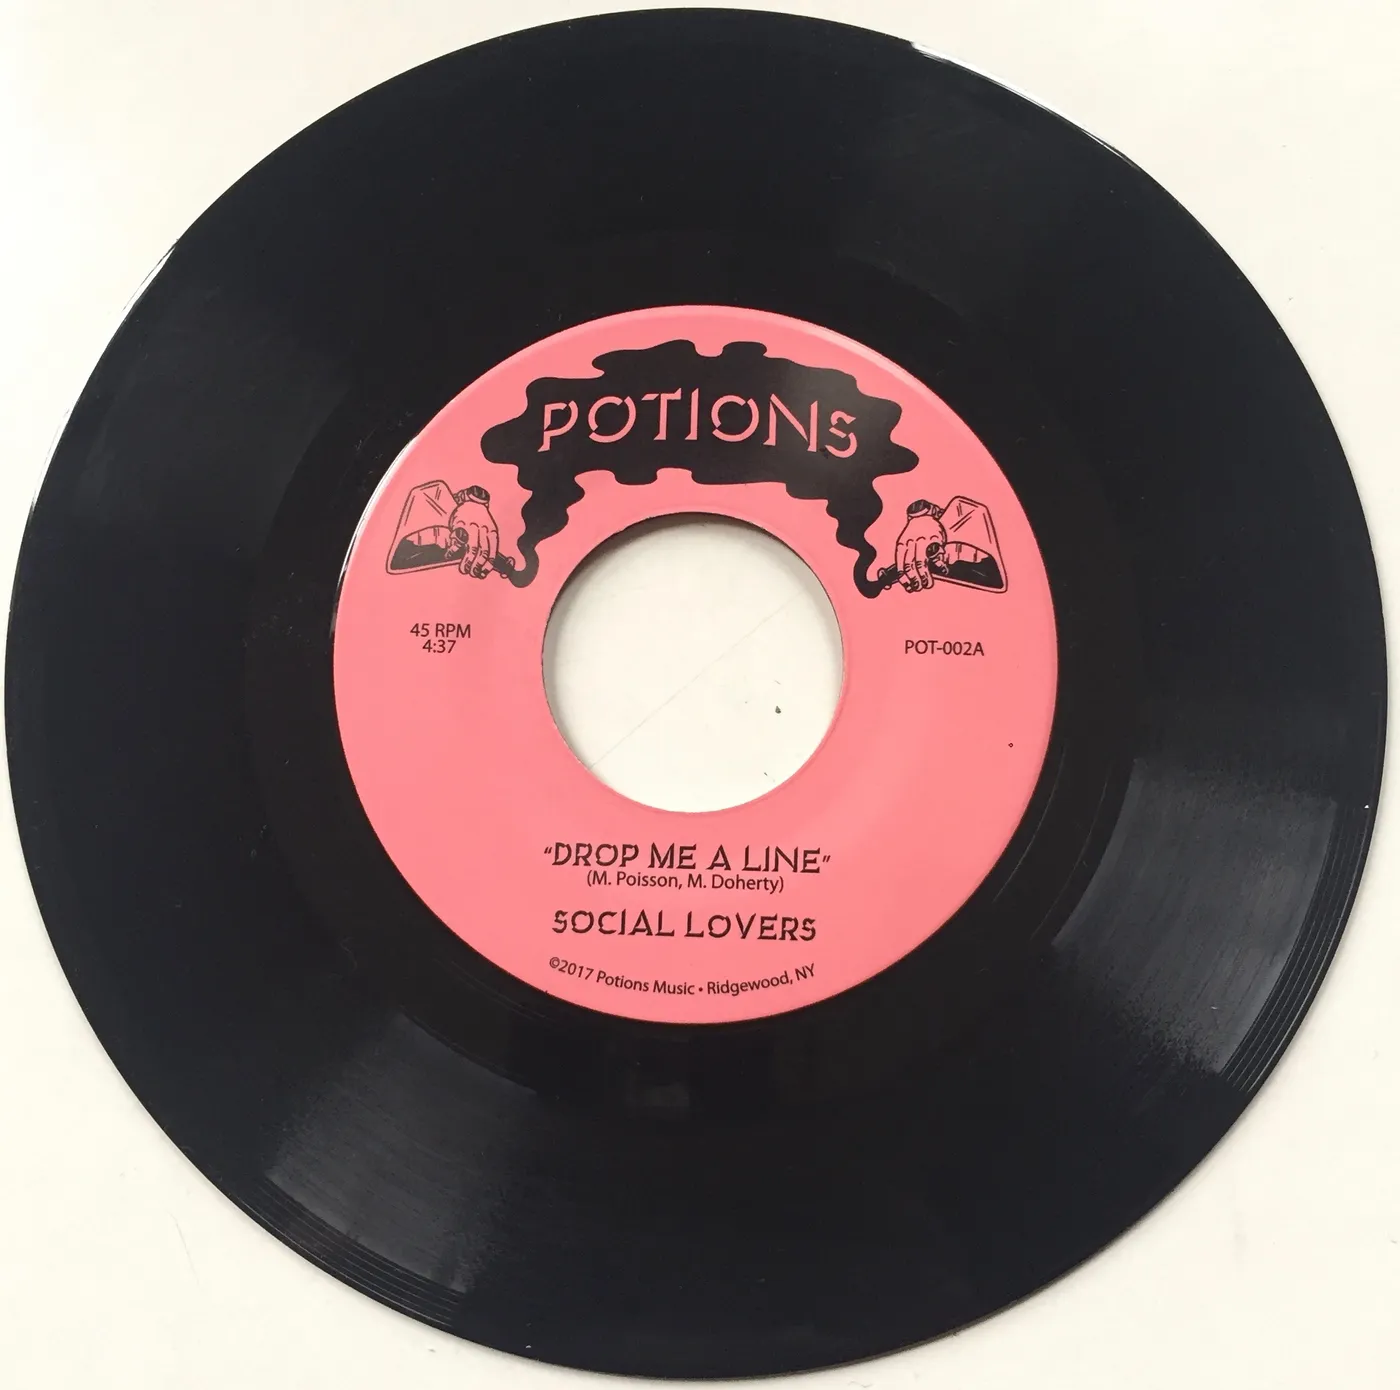 POTIONS
45 RPM
4:37
POT-002A
"DROP ME A LINE"
(M. Poisson, M. Doherty)
SOCIAL LOVERS
©2017 Potions Music • Ridgewood, NY